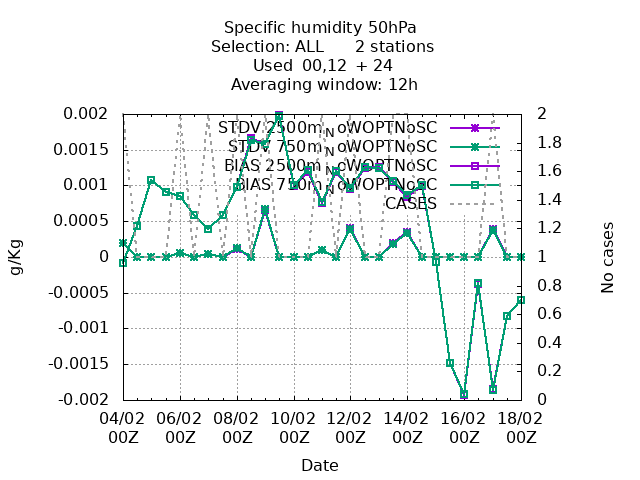 Specific humidity 50hPa
Selection: ALL 2 stations
Used 00,12 + 24
Averaging window: 12h
STDV 2500m_NoWOPTNoSC
STDV 750m_NoWOPTNoSC
BIAS 2500m_NoWOPTNoSC
BIAS 750m_NoWOPTNoSC
CASES
0.002
0.0015
0.001
0.0005
0
-0.0005
-0.001
-0.0015
-0.002
g/Kg
2
1.8
1.6
1.4
1.2
1
0.8
0.6
0.4
0.2
0
No cases
04/02 06/02 08/02 10/02 12/02 14/02 16/02 18/02
00Z 00Z 00Z 00Z 00Z 00Z 00Z 00Z
Date